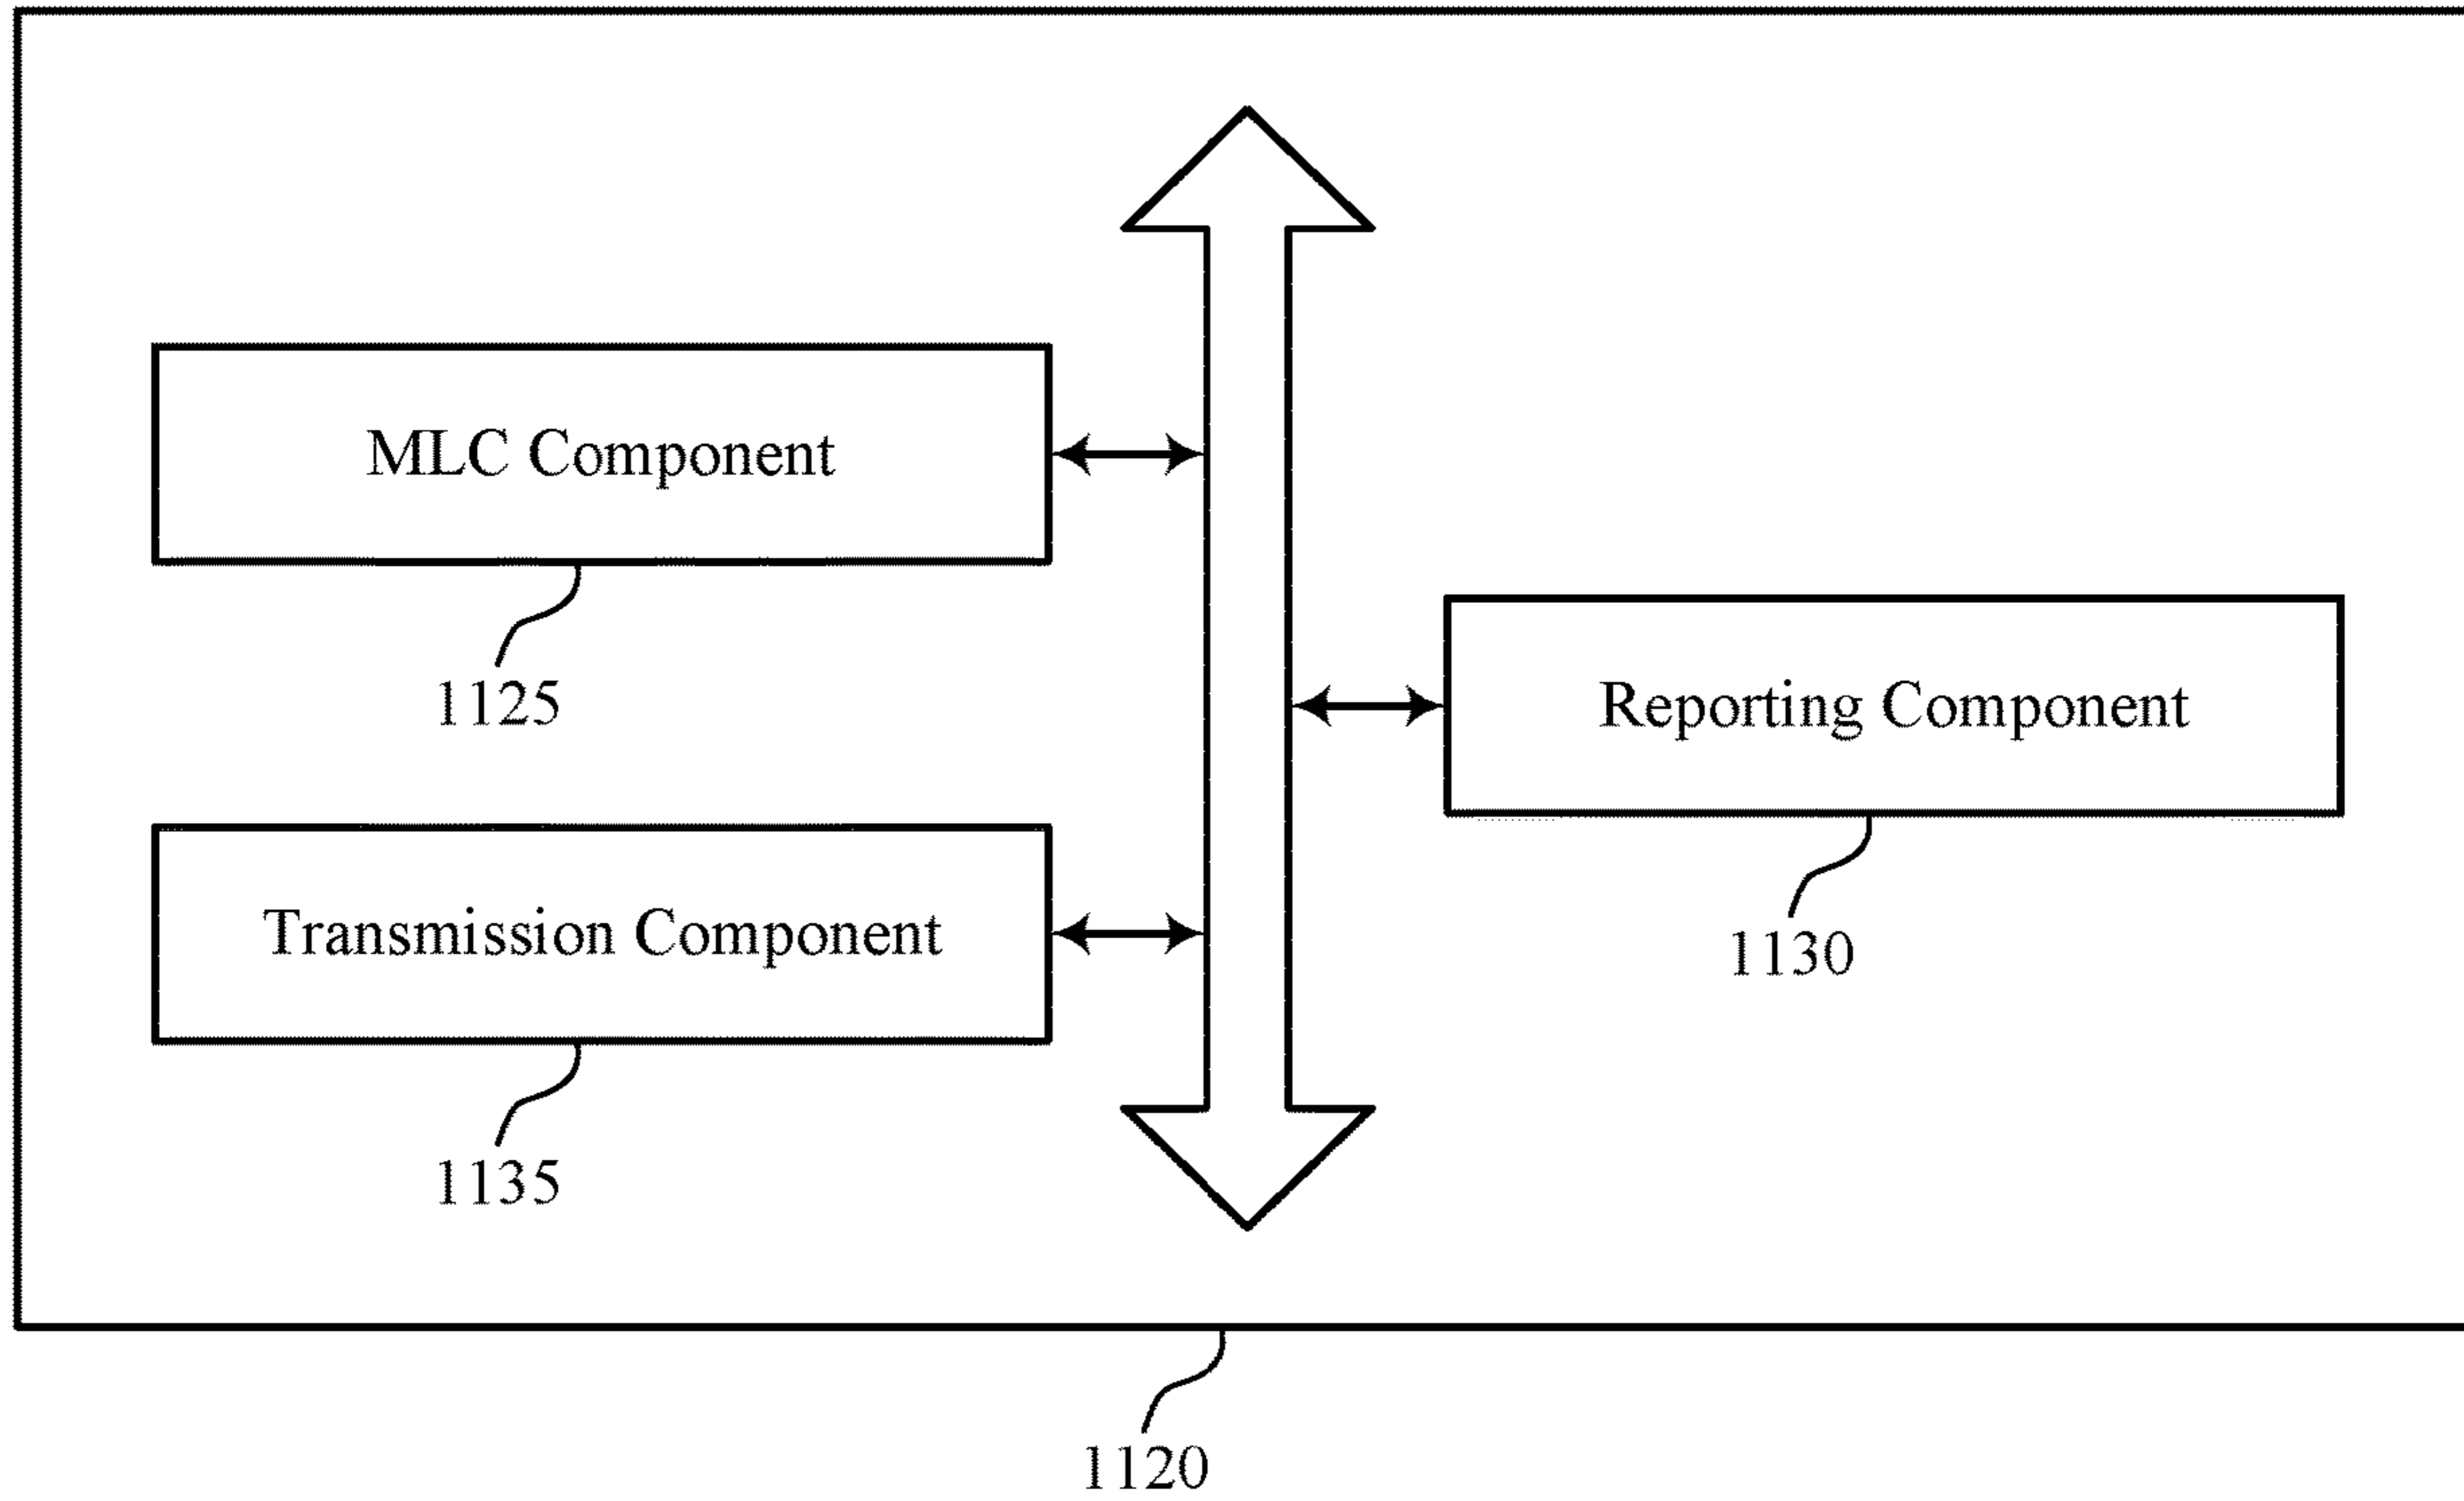 MLC Component
1125
Reporting Component
1130
Transmission Component
1135
1120